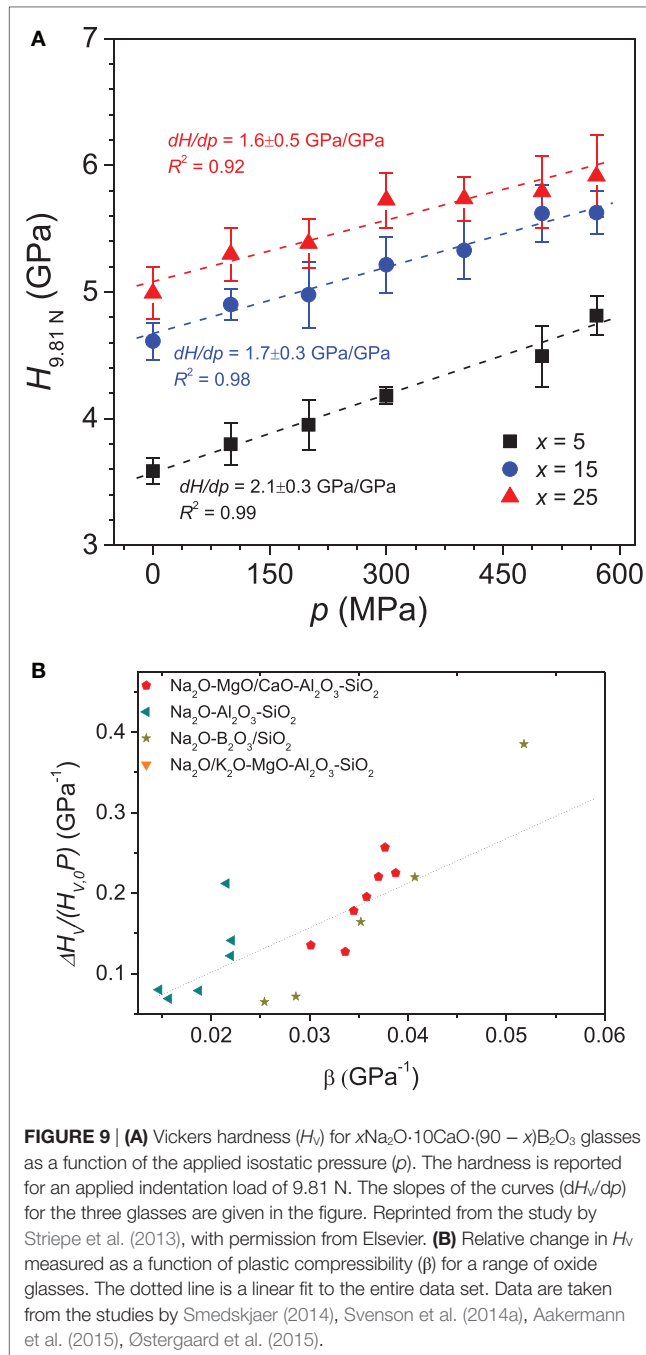 A
7
6
5
4
3
H9.81 N (GPa)
dH/dp = 1.6±0.5 GPa/GPa
R² = 0.92
dH/dp = 1.7±0.3 GPa/GPa
R² = 0.98
dH/dp = 2.1±0.3 GPa/GPa
R² = 0.99
x = 5
x = 15
x = 25
0 150 300 450 600
p (MPa)
B
Na₂O-MgO/CaO-Al₂O₃-SiO₂
Na₂O-Al₂O₃-SiO₂
Na₂O-B₂O₃/SiO₂
Na₂O/K₂O-MgO-Al₂O₃-SiO₂
0.4
0.3
0.2
0.1
ΔHV/(HV,0P) (GPa⁻¹)
0.02 0.03 0.04 0.05 0.06
β (GPa⁻¹)
FIGURE 9 | (A) Vickers hardness (HV) for xNa₂O·10CaO·(90 − x)B₂O₃ glasses
as a function of the applied isostatic pressure (p). The hardness is reported
for an applied indentation load of 9.81 N. The slopes of the curves (dHV/dp)
for the three glasses are given in the figure. Reprinted from the study by
Striepe et al. (2013), with permission from Elsevier. (B) Relative change in HV
measured as a function of plastic compressibility (β) for a range of oxide
glasses. The dotted line is a linear fit to the entire data set. Data are taken
from the studies by Smedskjaer (2014), Svenson et al. (2014a), Aakermann
et al. (2015), Østergaard et al. (2015).